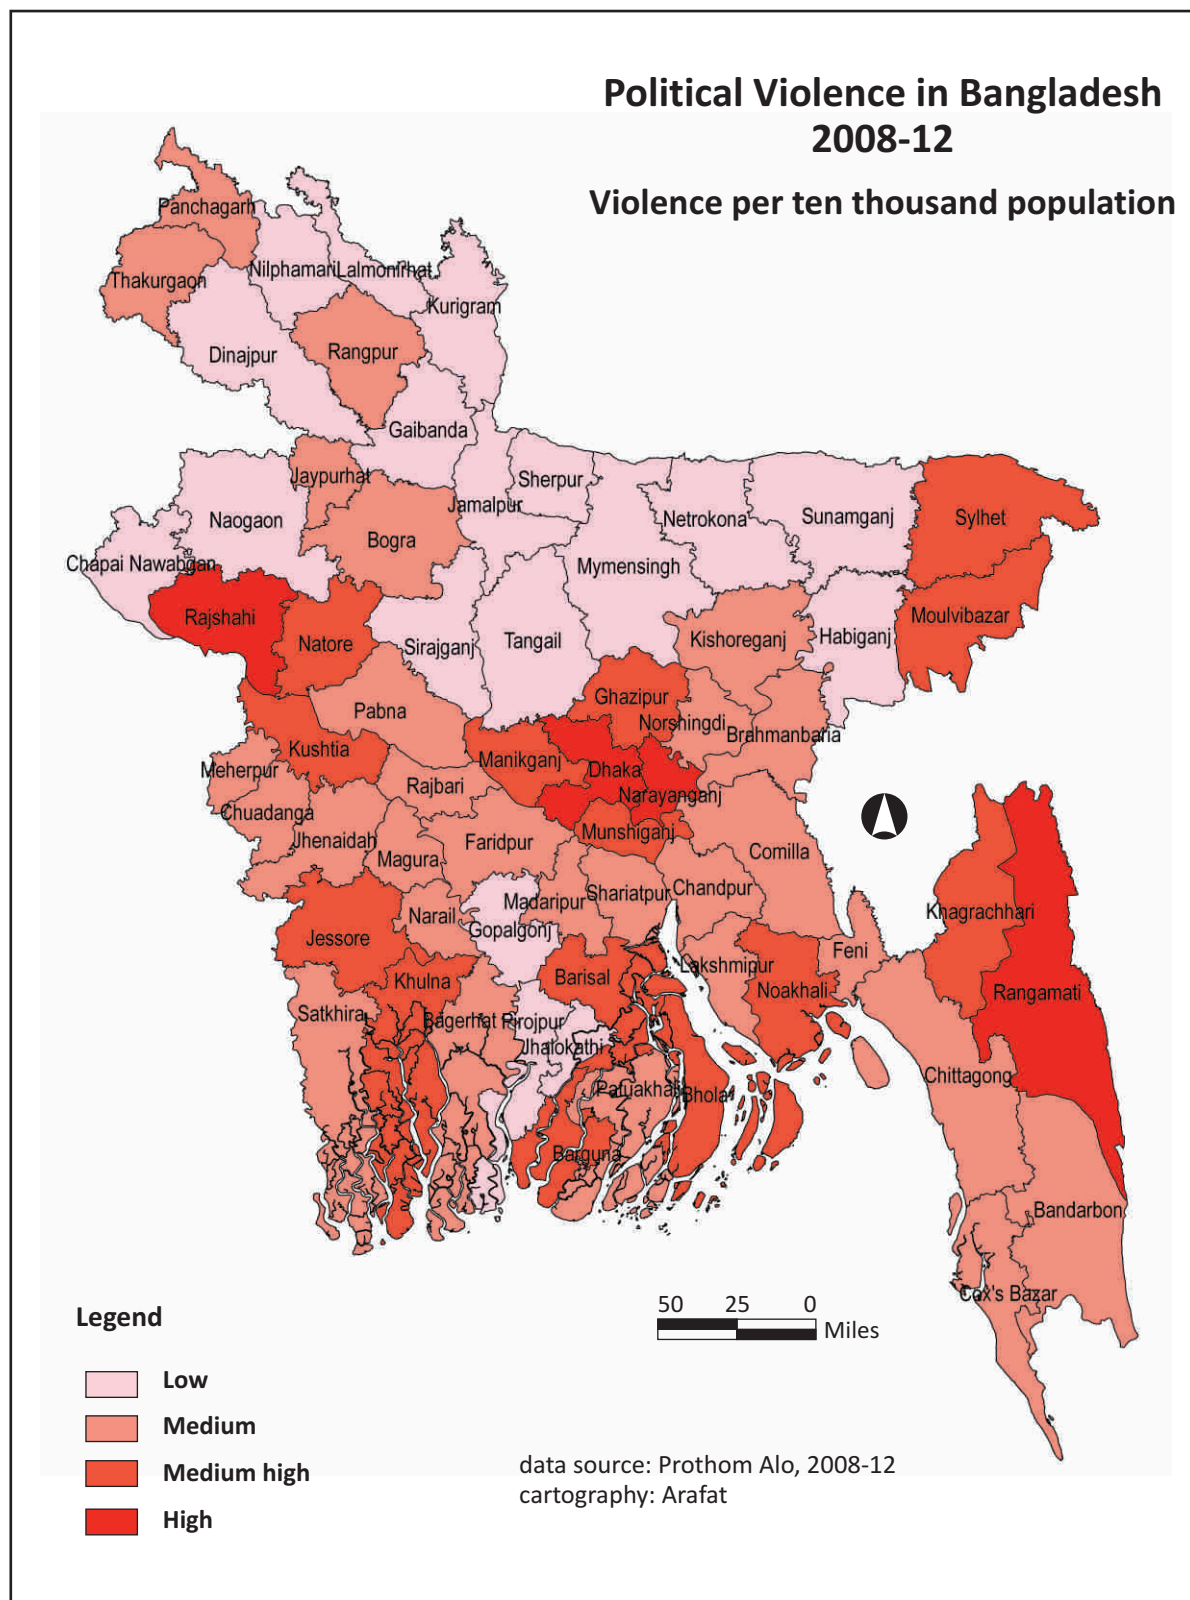 Political Violence in Bangladesh
2008-12
Violence per ten thousand population
Panchagarh
Thakurgaon
Nilphamari
Lalmonirhat
Kurigram
Dinajpur
Rangpur
Gaibanda
Jaypurhat
Sherpur
Jamalpur
Naogaon
Bogra
Netrokona
Sunamganj
Sylhet
Chapai Nawabgan
Mymensingh
Rajshahi
Natore
Sirajganj
Tangail
Kishoreganj
Habiganj
Moulvibazar
Pabna
Ghazipur
Norshingdi
Brahmanbaria
Kushtia
Manikganj
Dhaka
Meherpur
Rajbari
Narayanganj
Chuadanga
Jhenaidah
Magura
Faridpur
Munshiganj
Comilla
Madaripur
Shariatpur
Chandpur
Narail
Gopalgonj
Khagrachhari
Jessore
Feni
Khulna
Barisal
Lakshmipur
Noakhali
Rangamati
Satkhira
Bagerhat
Pirojpur
Jhalokathi
Chittagong
Patuakhali
Bhola
Barguna
Bandarbon
Cox's Bazar
50 25 0
Miles
Legend
Low
Medium
Medium high
High
data source: Prothom Alo, 2008-12
cartography: Arafat